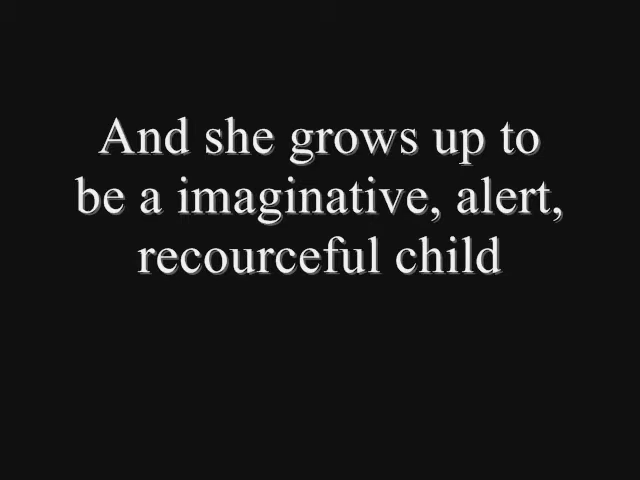 And she grows up to
be a imaginative, alert,
recourceful child